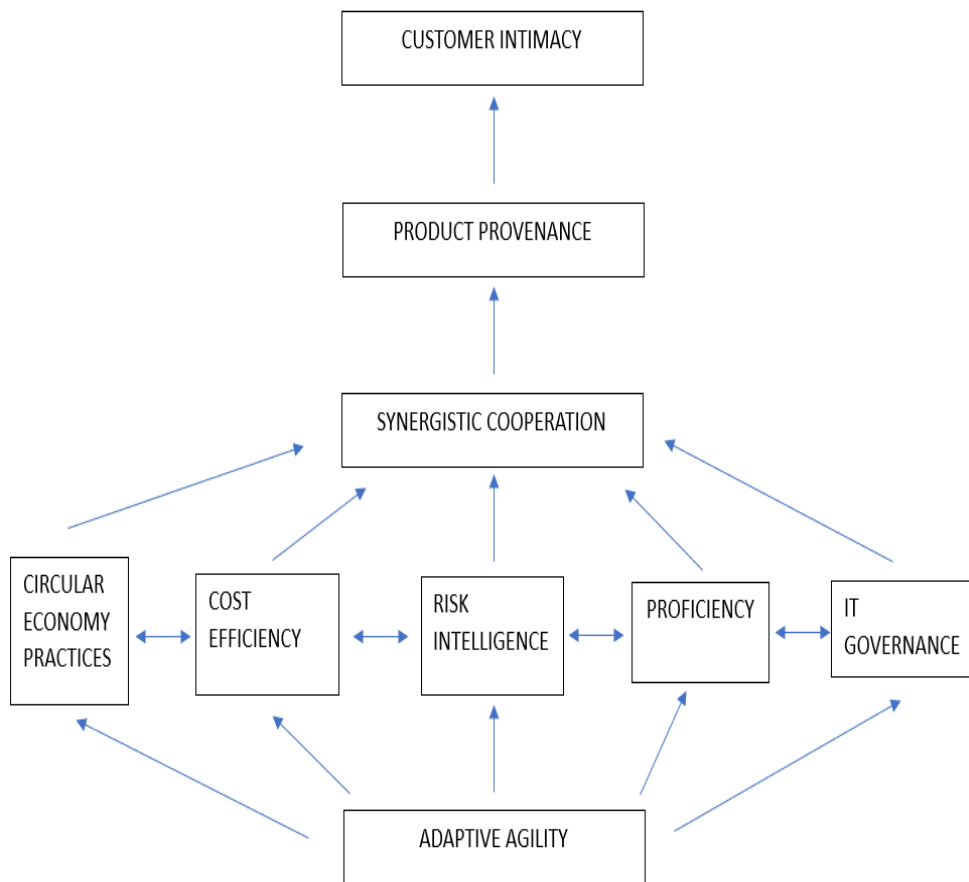 CUSTOMER INTIMACY
PRODUCT PROVENANCE
SYNERGISTIC COOPERATION
CIRCULAR
ECONOMY
PRACTICES
COST
EFFICIENCY
RISK
INTELLIGENCE
PROFICIENCY
IT
GOVERNANCE
ADAPTIVE AGILITY